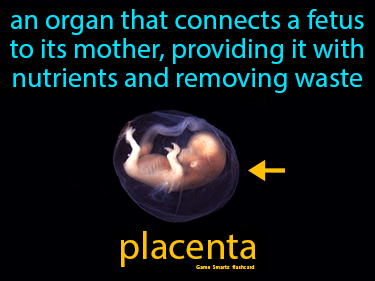 an organ that connects a fetus
to its mother, providing it with
nutrients and removing waste
placenta
Game Smartz flashcard